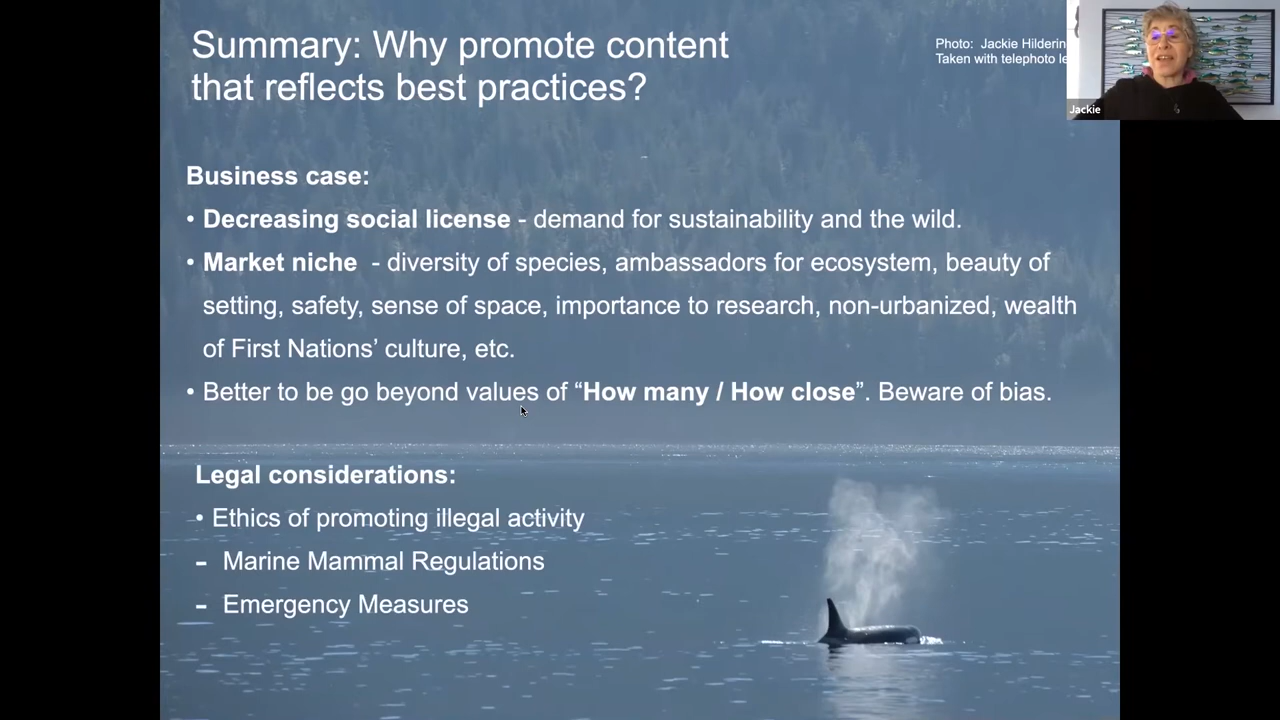 Summary: Why promote content
that reflects best practices?
Photo: Jackie
Taken with telephoto
Jackie
Business case:
• Decreasing social license - demand for sustainability and the wild.
• Market niche - diversity of species, ambassadors for ecosystem, beauty of
setting, safety, sense of space, importance to research, non-urbanized, wealth
of First Nations’ culture, etc.
• Better to be go beyond values of “How many / How close”. Beware of bias.
Legal considerations:
• Ethics of promoting illegal activity
- Marine Mammal Regulations
- Emergency Measures